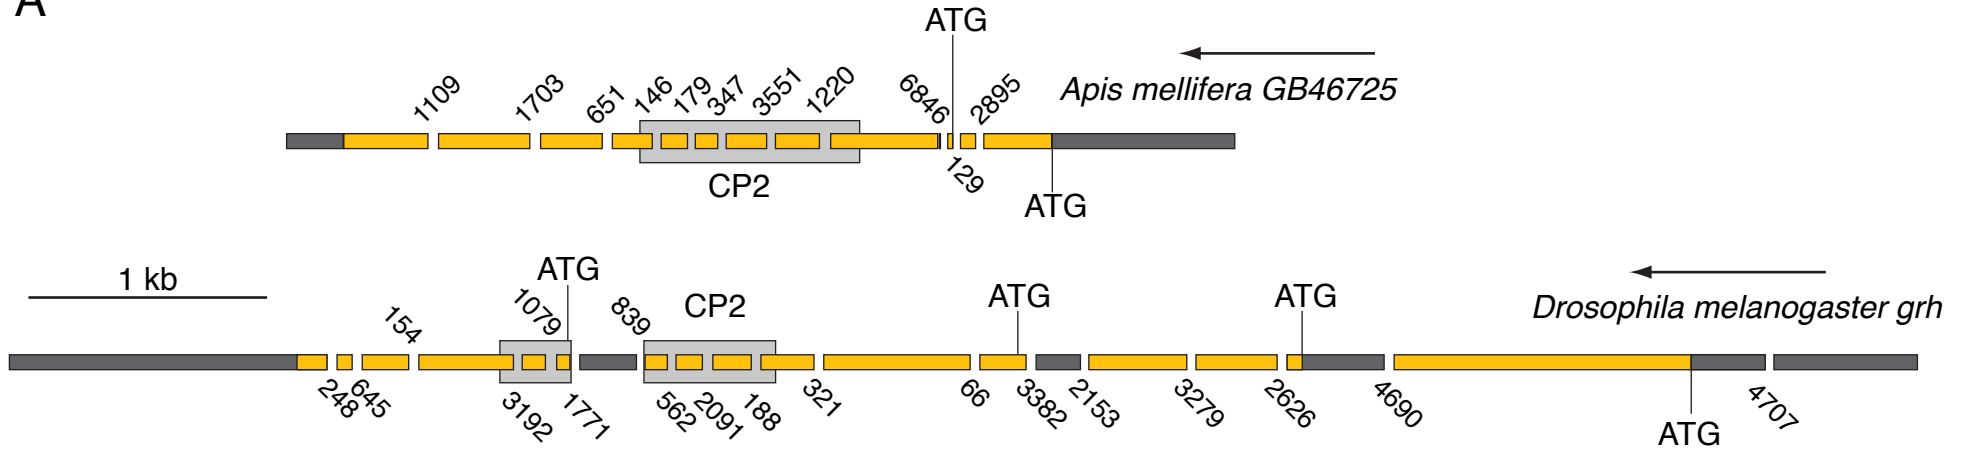 A
ATG
1109 1703 651 146 179 347 3551 1220 6846 2895
Apis mellifera GB46725
129
CP2
ATG
1 kb
ATG
CP2
ATG
ATG
Drosophila melanogaster grh
154 1079 839
248 645 3192 1771 562 2091 188 321 66 3382 2153 3279 2626 4690 4707
ATG